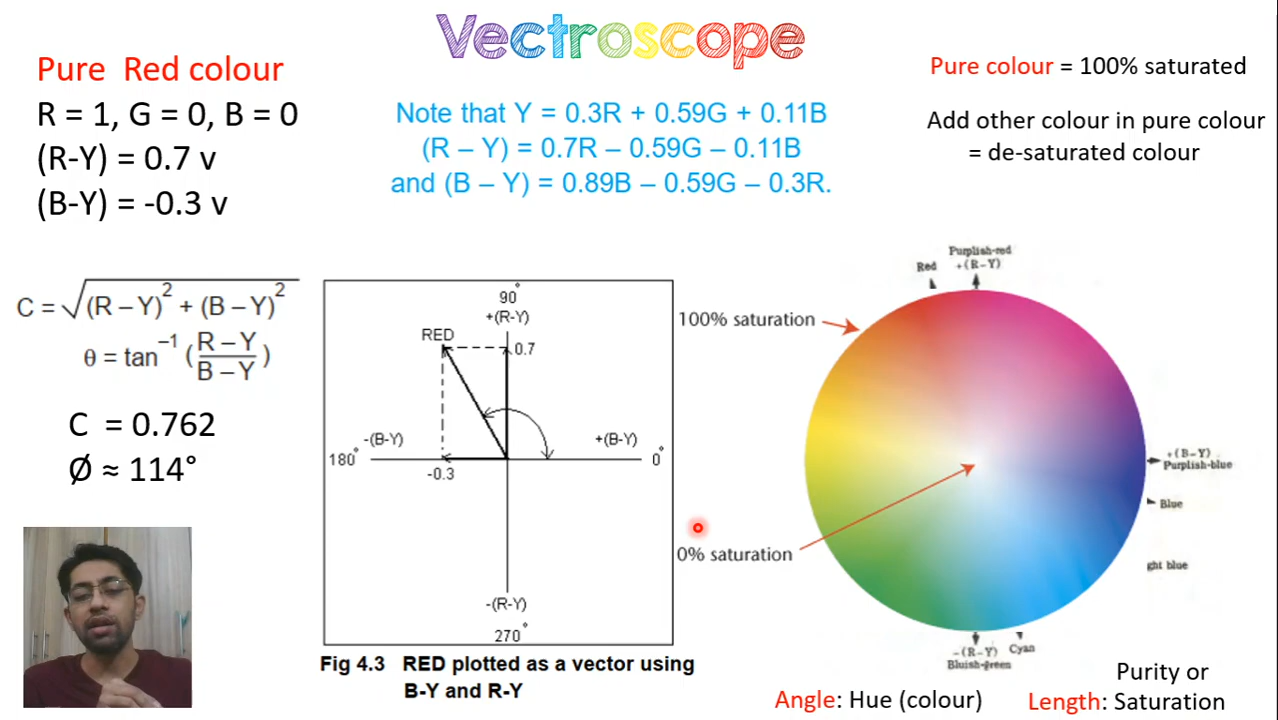 Vectroscope
Pure Red colour
R = 1, G = 0, B = 0
(R-Y) = 0.7 v
(B-Y) = -0.3 v
Note that Y = 0.3R + 0.59G + 0.11B
(R – Y) = 0.7R – 0.59G – 0.11B
and (B – Y) = 0.89B – 0.59G – 0.3R.
Pure colour = 100% saturated
Add other colour in pure colour
= de-saturated colour
C = √(R – Y)² + (B – Y)²
θ = tan⁻¹ (R – Y / B – Y)
C = 0.762
Ø ≈ 114°
90°
+(R-Y)
RED
0.7
-(B-Y)
+(B-Y)
180°
0°
-0.3
-(R-Y)
270°
Fig 4.3 RED plotted as a vector using
B-Y and R-Y
Purplish-red
Red +(R-Y)
100% saturation
+(B-Y)
Purplish-blue
Blue
0% saturation
ght blue
-(R-Y) Cyan
Bluish-green
Angle: Hue (colour)
Purity or
Length: Saturation